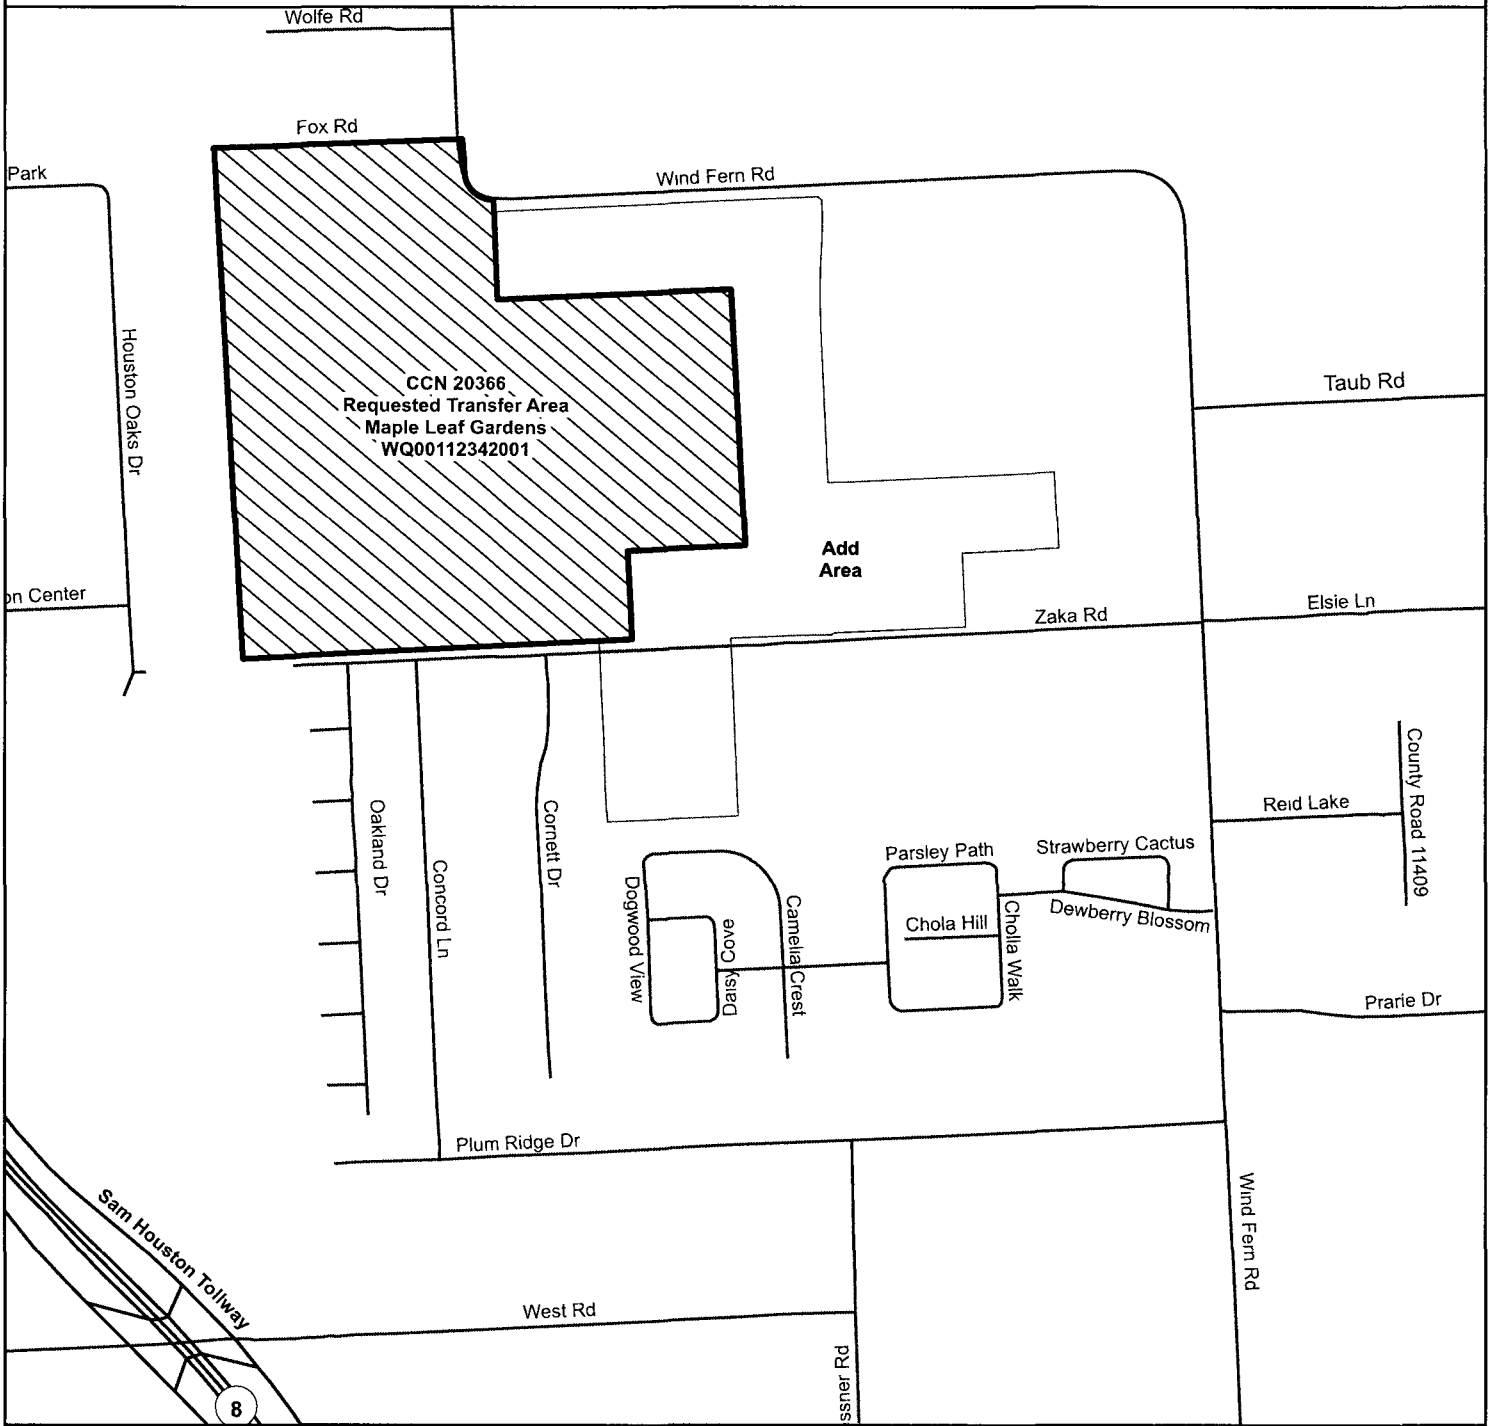 Wolfe Rd
Fox Rd
Park
Wind Fern Rd
Houston Oaks Dr
CCN 20366
Requested Transfer Area
Maple Leaf Gardens
WQ00112342001
Taub Rd
Add
Area
on Center
Zaka Rd
Elsie Ln
County Road 11409
Reid Lake
Oakland Dr
Concord Ln
Cornett Dr
Parsley Path
Strawberry Cactus
Dogwood View
Daisy Cove
Camelia Crest
Chola Hill
Cholla Walk
Dewberry Blossom
Prarie Dr
Plum Ridge Dr
Wind Fern Rd
Sam Houston Tollway
West Rd
ssner Rd
8